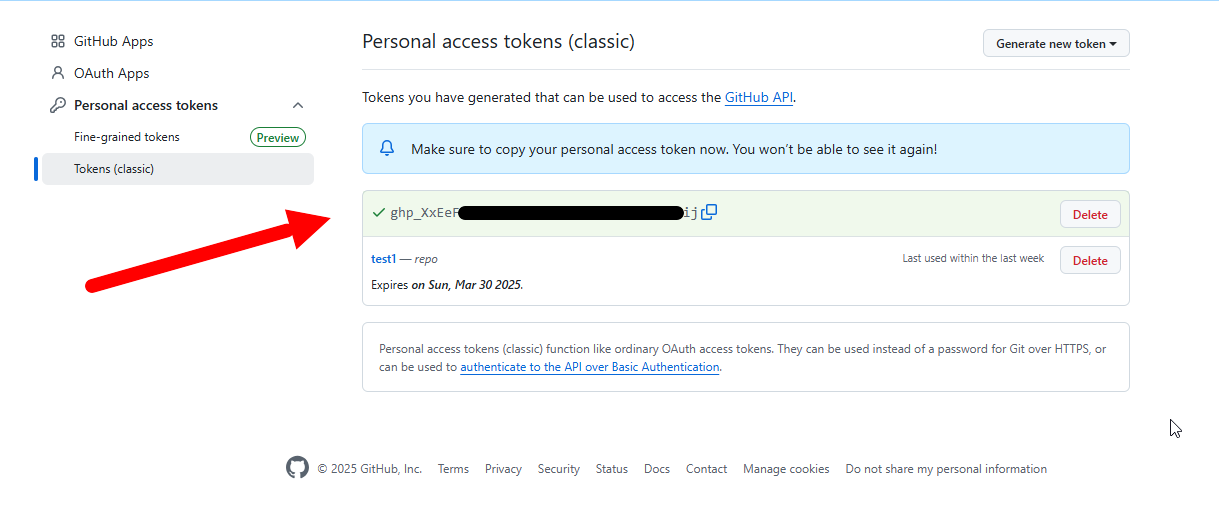 GitHub Apps
OAuth Apps
Personal access tokens
Fine-grained tokens Preview
Tokens (classic)
Personal access tokens (classic) Generate new token
Tokens you have generated that can be used to access the GitHub API.
Make sure to copy your personal access token now. You won't be able to see it again!
ghp_XxEeF ij Delete
test1 — repo Last used within the last week Delete
Expires on Sun, Mar 30 2025.
Personal access tokens (classic) function like ordinary OAuth access tokens. They can be used instead of a password for Git over HTTPS, or
can be used to authenticate to the API over Basic Authentication.
© 2025 GitHub, Inc. Terms Privacy Security Status Docs Contact Manage cookies Do not share my personal information